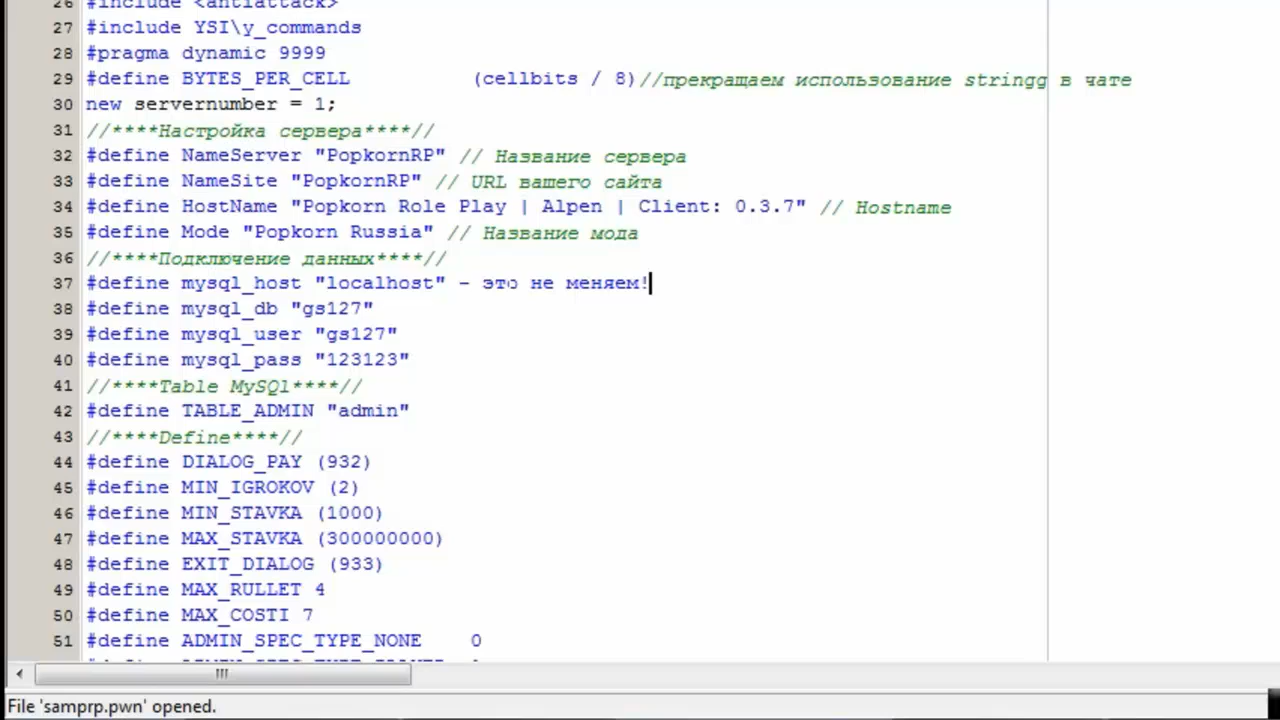 26 #include <antiattack>
27 #include YSI\y_commands
28 #pragma dynamic 9999
29 #define BYTES_PER_CELL (cellbits / 8)//прекращаем использование stringg в чате
30 new servernumber = 1;
31 //****Настройка сервера****//
32 #define NameServer "PopkornRP" // Название сервера
33 #define NameSite "PopkornRP" // URL вашего сайта
34 #define HostName "Popkorn Role Play | Alpen | Client: 0.3.7" // Hostname
35 #define Mode "Popkorn Russia" // Название мода
36 //****Подключение данных****//
37 #define mysql_host "localhost" - это не меняем!
38 #define mysql_db "gs127"
39 #define mysql_user "gs127"
40 #define mysql_pass "123123"
41 //****Table MySQl****//
42 #define TABLE_ADMIN "admin"
43 //****Define****//
44 #define DIALOG_PAY (932)
45 #define MIN_IGROKOV (2)
46 #define MIN_STAVKA (1000)
47 #define MAX_STAVKA (300000000)
48 #define EXIT_DIALOG (933)
49 #define MAX_RULLET 4
50 #define MAX_COSTI 7
51 #define ADMIN_SPEC_TYPE_NONE 0
File 'samprp.pwn' opened.